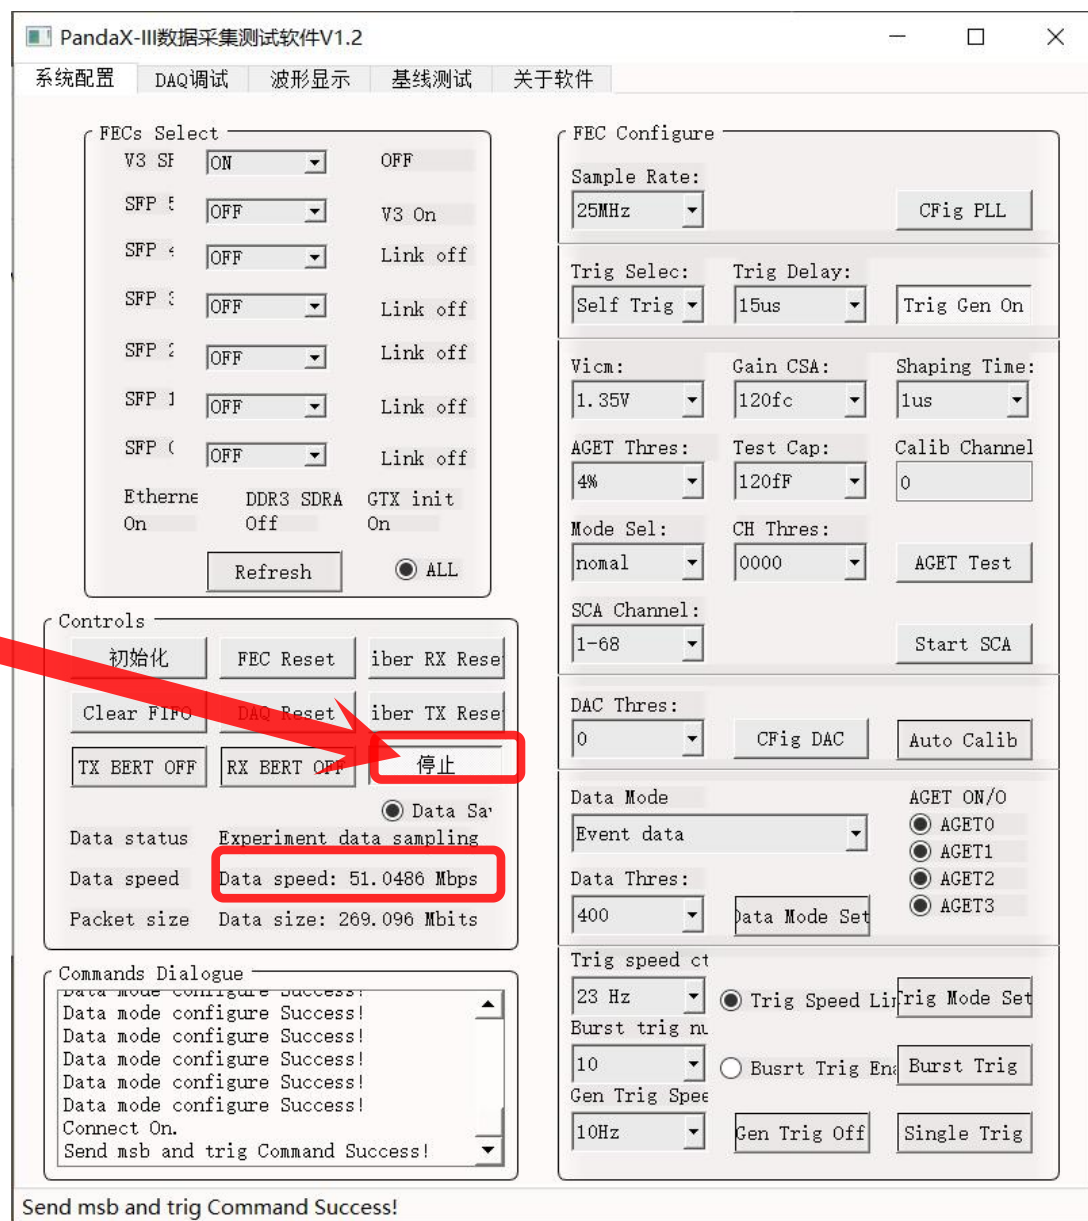 PandaX-III数据采集测试软件V1.2
系统配置 DAQ调试 波形显示 基线测试 关于软件
FECs Select
V3 SF ON OFF
SFP 5 OFF V3 On
SFP 4 OFF Link off
SFP 3 OFF Link off
SFP 2 OFF Link off
SFP 1 OFF Link off
SFP OFF Link off
Etherne DDR3 SDRA GTX init
On Off On
Refresh ALL
Controls
初始化 FEC Reset iber RX Rese
Clear FIFO DAQ Reset iber TX Rese
TX BERT OFF RX BERT OFF 停止
Data Sa
Data status Experiment data sampling
Data speed Data speed: 51.0486 Mbps
Packet size Data size: 269.096 Mbits
Commands Dialogue
Data mode configure Success!
Data mode configure Success!
Data mode configure Success!
Data mode configure Success!
Data mode configure Success!
Data mode configure Success!
Connect On.
Send msb and trig Command Success!
FEC Configure
Sample Rate:
25MHz CFig PLL
Trig Selec: Trig Delay:
Self Trig 15us Trig Gen On
Vicm: Gain CSA: Shaping Time:
1.35V 120fc 1us
AGET Thres: Test Cap: Calib Channel
4% 120fF 0
Mode Sel: CH Thres:
nomal 0000 AGET Test
SCA Channel:
1-68 Start SCA
DAC Thres:
0 CFig DAC Auto Calib
Data Mode AGET ON/O
Event data AGET0
AGET1
Data Thres: AGET2
400 Data Mode Set AGET3
Trig speed ct
23 Hz Trig Speed Li rig Mode Set
Burst trig nu
10 Busrt Trig Ena Burst Trig
Gen Trig Spee
10Hz Gen Trig Off Single Trig
Send msb and trig Command Success!